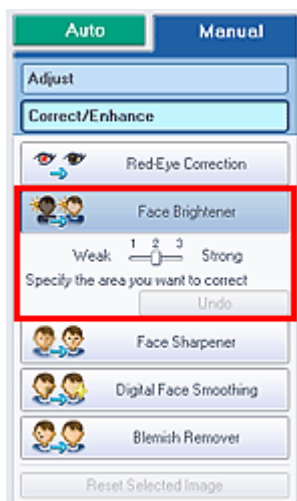 Auto Manual
Adjust
Correct/Enhance
Red-Eye Correction
Face Brightener
1 2 3
Weak Strong
Specify the area you want to correct
Undo
Face Sharpener
Digital Face Smoothing
Blemish Remover
Reset Selected Image